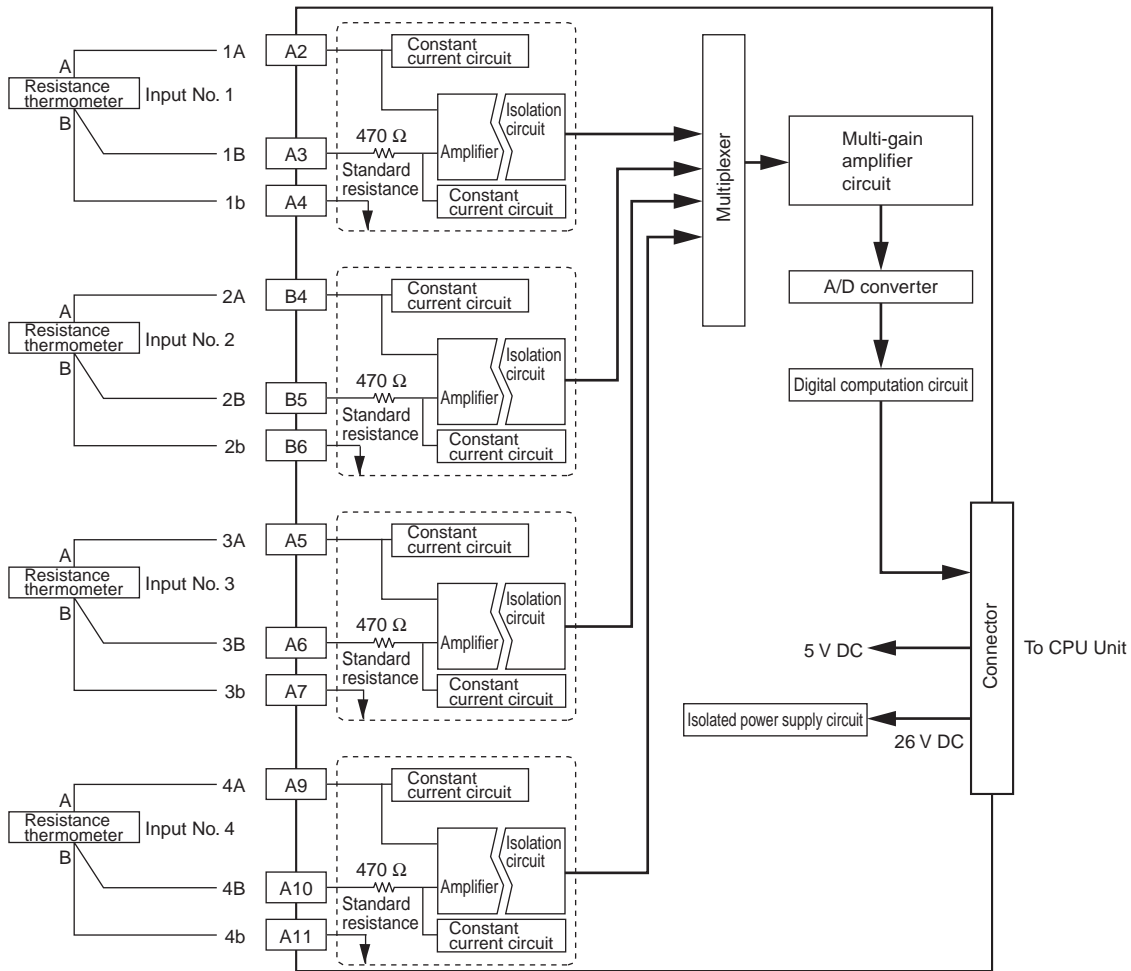 1A
A2
A
Resistance
thermometer
Input No. 1
B
1B
A3
1b
A4
Constant
current circuit
470 Ω
Standard
resistance
Amplifier
Isolation
circuit
Constant
current circuit
2A
B4
A
Resistance
thermometer
Input No. 2
B
2B
B5
2b
B6
Constant
current circuit
470 Ω
Standard
resistance
Amplifier
Isolation
circuit
Constant
current circuit
3A
A5
A
Resistance
thermometer
Input No. 3
B
3B
A6
3b
A7
Constant
current circuit
470 Ω
Standard
resistance
Amplifier
Isolation
circuit
Constant
current circuit
4A
A9
A
Resistance
thermometer
Input No. 4
B
4B
A10
4b
A11
Constant
current circuit
470 Ω
Standard
resistance
Amplifier
Isolation
circuit
Constant
current circuit
Multiplexer
Multi-gain
amplifier
circuit
A/D converter
Digital computation circuit
5 V DC
Isolated power supply circuit
26 V DC
Connector
To CPU Unit